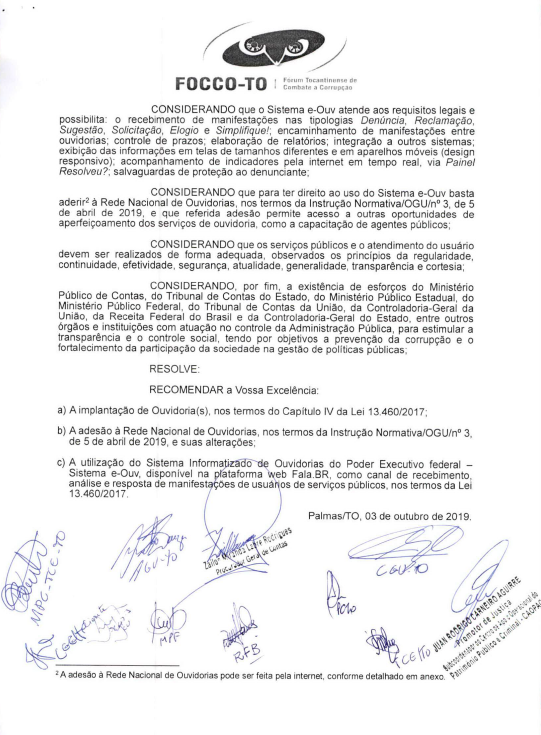 FOCCO-TO
Fórum Tocantinense de
Combate a Corrupção
CONSIDERANDO que o Sistema e-Ouv atende aos requisitos legais e
possibilita: o recebimento de manifestações nas tipologias Denúncia, Reclamação,
Sugestão, Solicitação, Elogio e Simplifique!; encaminhamento de manifestações entre
ouvidorias; controle de prazos; elaboração de relatórios; integração a outros sistemas;
exibição das informações em telas de tamanhos diferentes e em aparelhos móveis (design
responsivo); acompanhamento de indicadores pela internet em tempo real, via Painel
Resolveu?; salvaguardas de proteção ao denunciante;
CONSIDERANDO que para ter direito ao uso do Sistema e-Ouv basta
aderir² à Rede Nacional de Ouvidorias, nos termos da Instrução Normativa/OGU/nº 3, de 5
de abril de 2019, e que referida adesão permite acesso a outras oportunidades de
aperfeiçoamento dos serviços de ouvidoria, como a capacitação de agentes públicos;
CONSIDERANDO que os serviços públicos e o atendimento do usuário
devem ser realizados de forma adequada, observados os princípios da regularidade,
continuidade, efetividade, segurança, atualidade, generalidade, transparência e cortesia;
CONSIDERANDO, por fim, a existência de esforços do Ministério
Público de Contas, do Tribunal de Contas do Estado, do Ministério Público Estadual, do
Ministério Público Federal, do Tribunal de Contas da União, da Controladoria-Geral da
União, da Receita Federal do Brasil e da Controladoria-Geral do Estado, entre outros
órgãos e instituições com atuação no controle da Administração Pública, para estimular a
transparência e o controle social, tendo por objetivos a prevenção da corrupção e o
fortalecimento da participação da sociedade na gestão de políticas públicas;
RESOLVE:
RECOMENDAR a Vossa Excelência:
a) A implantação de Ouvidoria(s), nos termos do Capítulo IV da Lei 13.460/2017;
b) A adesão à Rede Nacional de Ouvidorias, nos termos da Instrução Normativa/OGU/nº 3,
de 5 de abril de 2019, e suas alterações;
c) A utilização do Sistema Informatizado de Ouvidorias do Poder Executivo federal –
Sistema e-Ouv, disponível na plataforma web Fala.BR, como canal de recebimento,
análise e resposta de manifestações de usuários de serviços públicos, nos termos da Lei
13.460/2017.
Palmas/TO, 03 de outubro de 2019.
MPC-TCE-TO
AGU-TO
Rodrigues
Procurador Geral de Contas
CGU/TO
MPF
RFB
TCE/TO
JUAN RODRIGO CARNEIRO AGUIRRE
-Promotor de Justiça
Patrimônio Público e Criminal - CAOPAC
² A adesão à Rede Nacional de Ouvidorias pode ser feita pela internet, conforme detalhado em anexo.